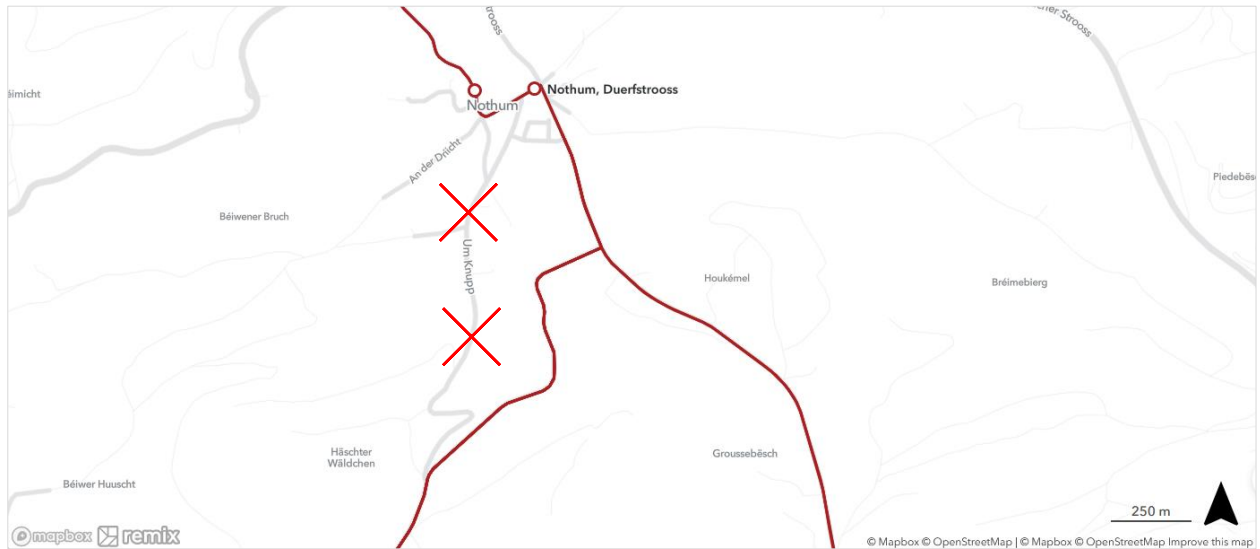 Nothum, Duerfstrooss
Nothum
An der Driicht
Béiwener Bruch
Um Knupp
Houkémel
Bréimebierg
Häschter
Wäldchen
Groussebësch
Béiwer Huuscht
250 m
mapbox remix
© Mapbox © OpenStreetMap | © Mapbox © OpenStreetMap Improve this map